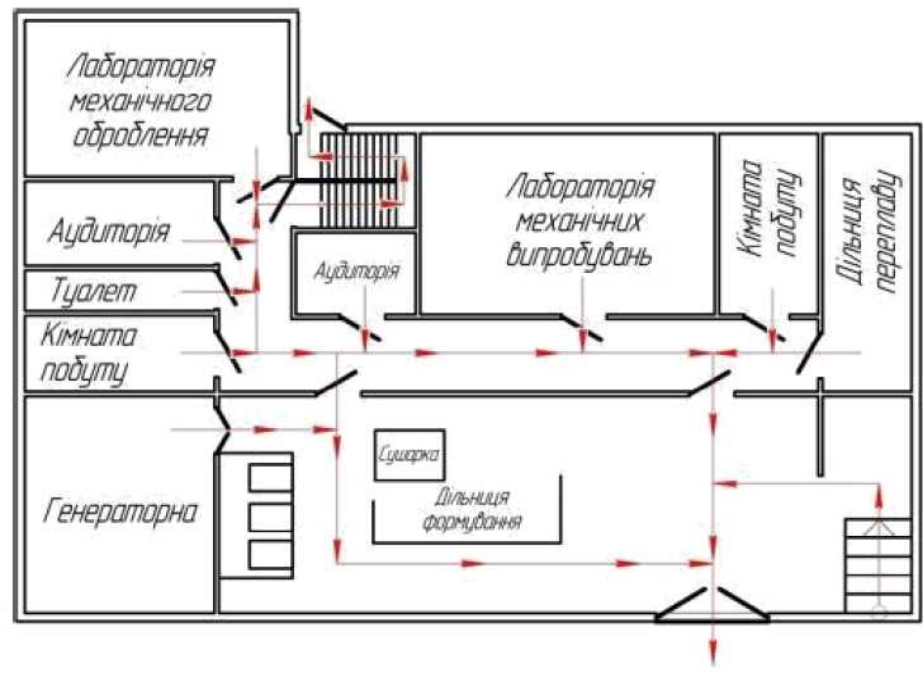 Лабораторія
механічного
оброблення
Аудиторія
Туалет
Кімната
побуту
Генераторна
Аудиторія
Лабораторія
механічних
випробувань
Кімната
побуту
Дільниця
переплаву
Сушарка
Дільниця
формування